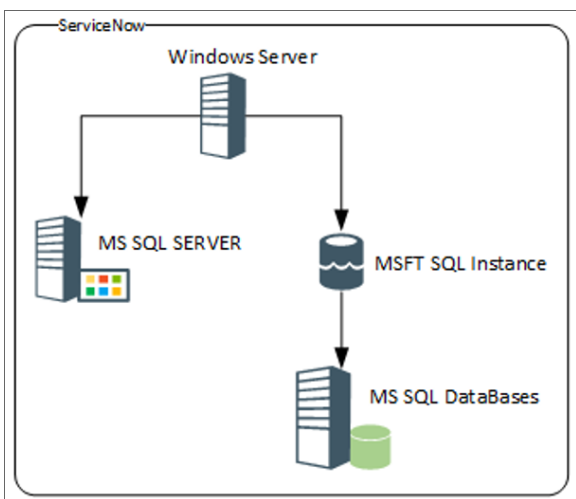 ServiceNow
Windows Server
MS SQL SERVER
MSFT SQL Instance
MS SQL DataBases